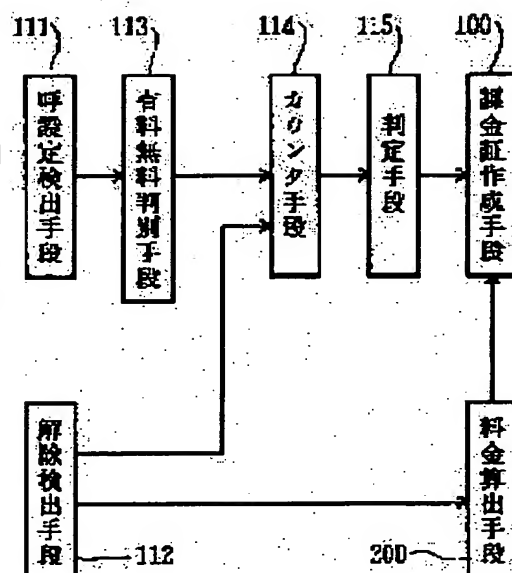 111 113 114 115 100
呼設定検出手段
有料無料判別手段
カウンタ手段
判定手段
課金証作成手段
解除検出手段
料金算出手段
112 200